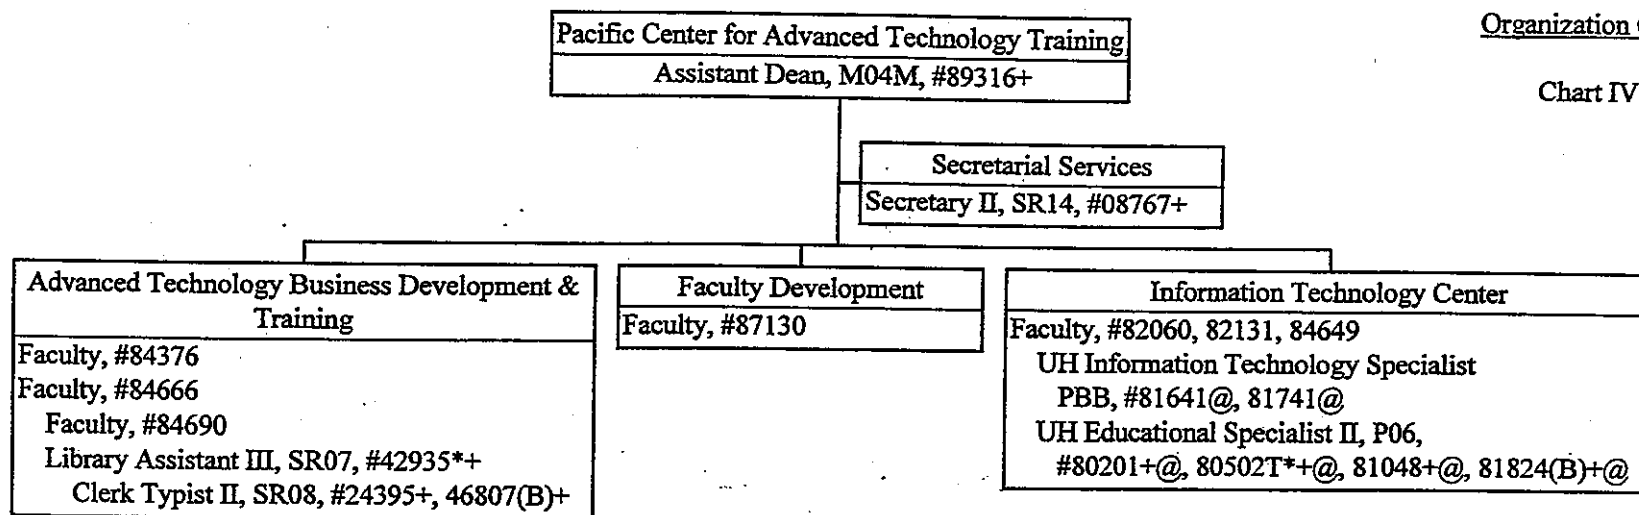 Organization
Chart IV
Pacific Center for Advanced Technology Training
Assistant Dean, M04M, #89316+
Secretarial Services
Secretary II, SR14, #08767+
Advanced Technology Business Development &
Training
Faculty, #84376
Faculty, #84666
Faculty, #84690
Library Assistant III, SR07, #42935*+
Clerk Typist II, SR08, #24395+, 46807(B)+
Faculty Development
Faculty, #87130
Information Technology Center
Faculty, #82060, 82131, 84649
UH Information Technology Specialist
PBB, #81641@, 81741@
UH Educational Specialist II, P06,
#80201+@, 80502T*+@, 81048+@, 81824(B)+@